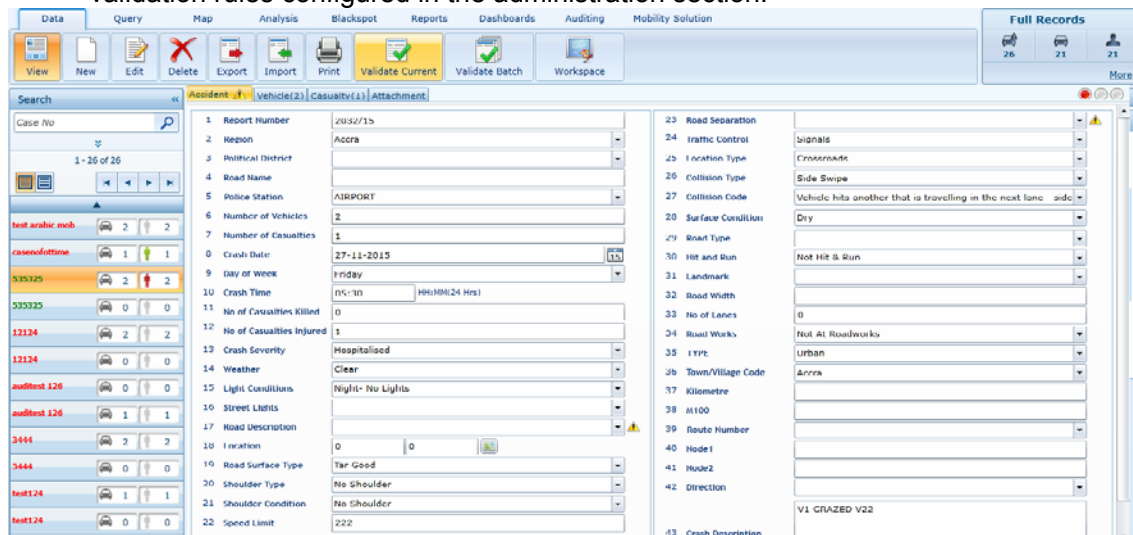 validation rules configured in the administration section.
Data Query Map Analysis Blackspot Reports Dashboards Auditing Mobility Solution Full Records
View New Edit Delete Export Import Print Validate Current Validate Batch Workspace
26 21 21
More
Search « Accident Vehicle(2) Casualty(1) Attachment
Case No
1 - 26 of 26
test arabic mob 2 2
casenofottime 1 1
535325 2 2
535325 0 0
12124 2 2
12124 0 0
auditest 126 0 0
auditest 126 1 1
3444 2 2
3444 0 0
test124 1 1
test124 0 0
1 Report Number 2032/15
2 Region Accra
3 Political District
4 Road Name
5 Police Station AIRPORT
6 Number of Vehicles 2
7 Number of Casualties 1
8 Crash Date 27-11-2015 15
9 Day of Week Friday
10 Crash Time 05:30 HH:MM(24 Hrs)
11 No of Casualties Killed 0
12 No of Casualties Injured 1
13 Crash Severity Hospitalised
14 Weather Clear
15 Light Conditions Night- No Lights
16 Street Lights
17 Road Description
18 Location 0 0
19 Road Surface Type Tar Good
20 Shoulder Type No Shoulder
21 Shoulder Condition No Shoulder
22 Speed Limit 222
23 Road Separation
24 Traffic Control Signals
25 Location Type Crossroads
26 Collision Type Side Swipe
27 Collision Code Vehicle hits another that is travelling in the next lane side
28 Surface Condition Dry
29 Road Type
30 Hit and Run Not Hit & Run
31 Landmark
32 Road Width
33 No of Lanes 0
34 Road Works Not At Roadworks
35 TYPE Urban
36 Town/Village Code Accra
37 Kilometre
38 M100
39 Route Number
40 Node1
41 Node2
42 Direction
V1 GRAZED V22
43 Crash Description